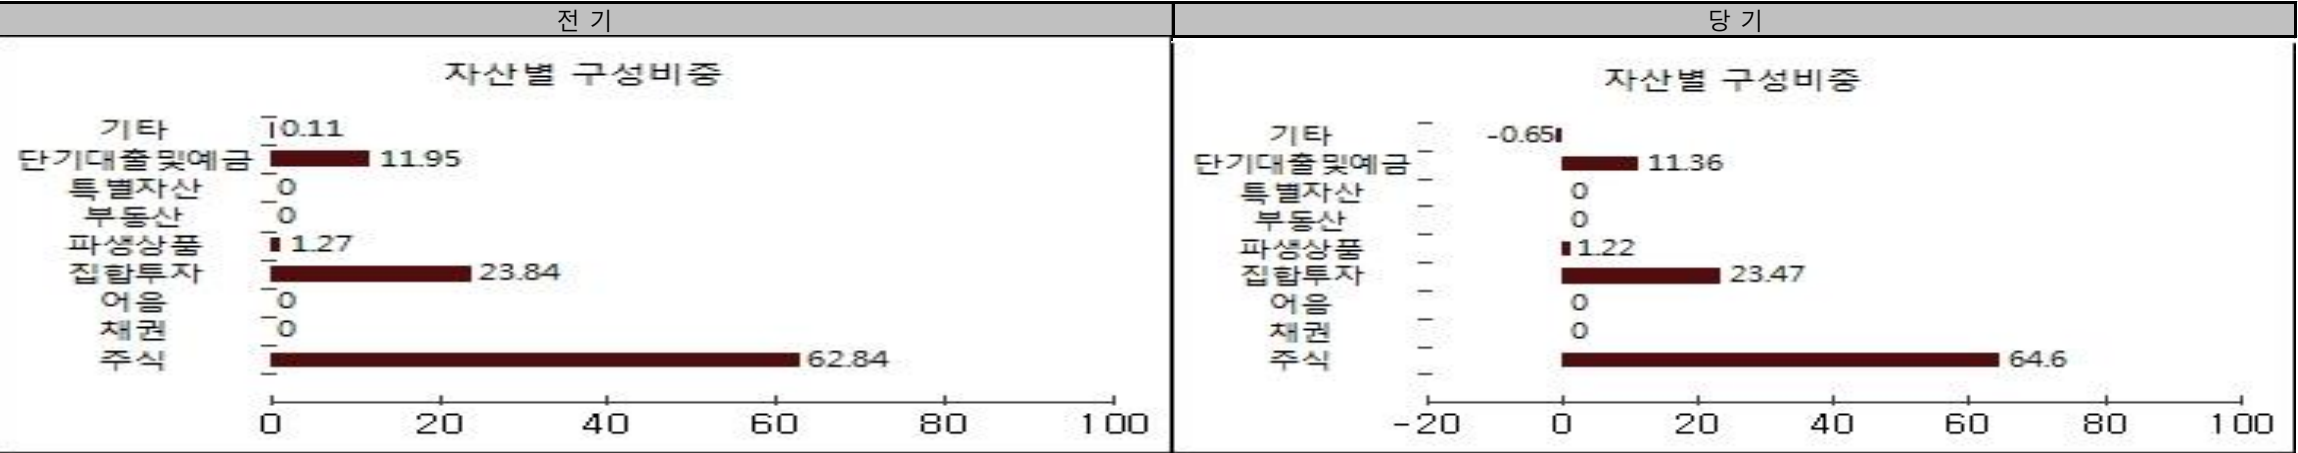 전 기
자산별 구성비중
기타 0.11
단기대출및예금 11.95
특별자산 0
부동산 0
파생상품 1.27
집합투자 23.84
어음 0
채권 0
주식 62.84
0 20 40 60 80 100
당 기
자산별 구성비중
기타 -0.65
단기대출및예금 11.36
특별자산 0
부동산 0
파생상품 1.22
집합투자 23.47
어음 0
채권 0
주식 64.6
-20 0 20 40 60 80 100